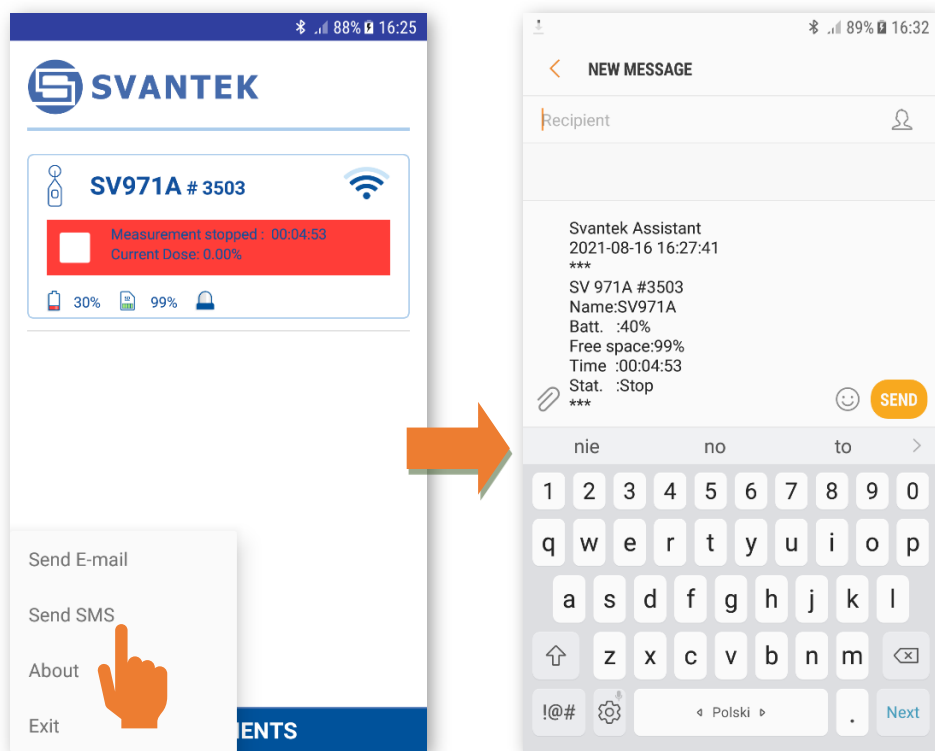 88% 16:25
SVANTEK
SV971A # 3503
Measurement stopped : 00:04:53
Current Dose: 0.00%
30% 99%
Send E-mail
Send SMS
About
Exit
ENTS
89% 16:32
NEW MESSAGE
Recipient
Svantek Assistant
2021-08-16 16:27:41
***
SV 971A #3503
Name:SV971A
Batt. :40%
Free space:99%
Time :00:04:53
Stat. :Stop
***
SEND
nie no to
1 2 3 4 5 6 7 8 9 0
q w e r t y u i o p
a s d f g h j k l
z x c v b n m
!@# Polski . Next